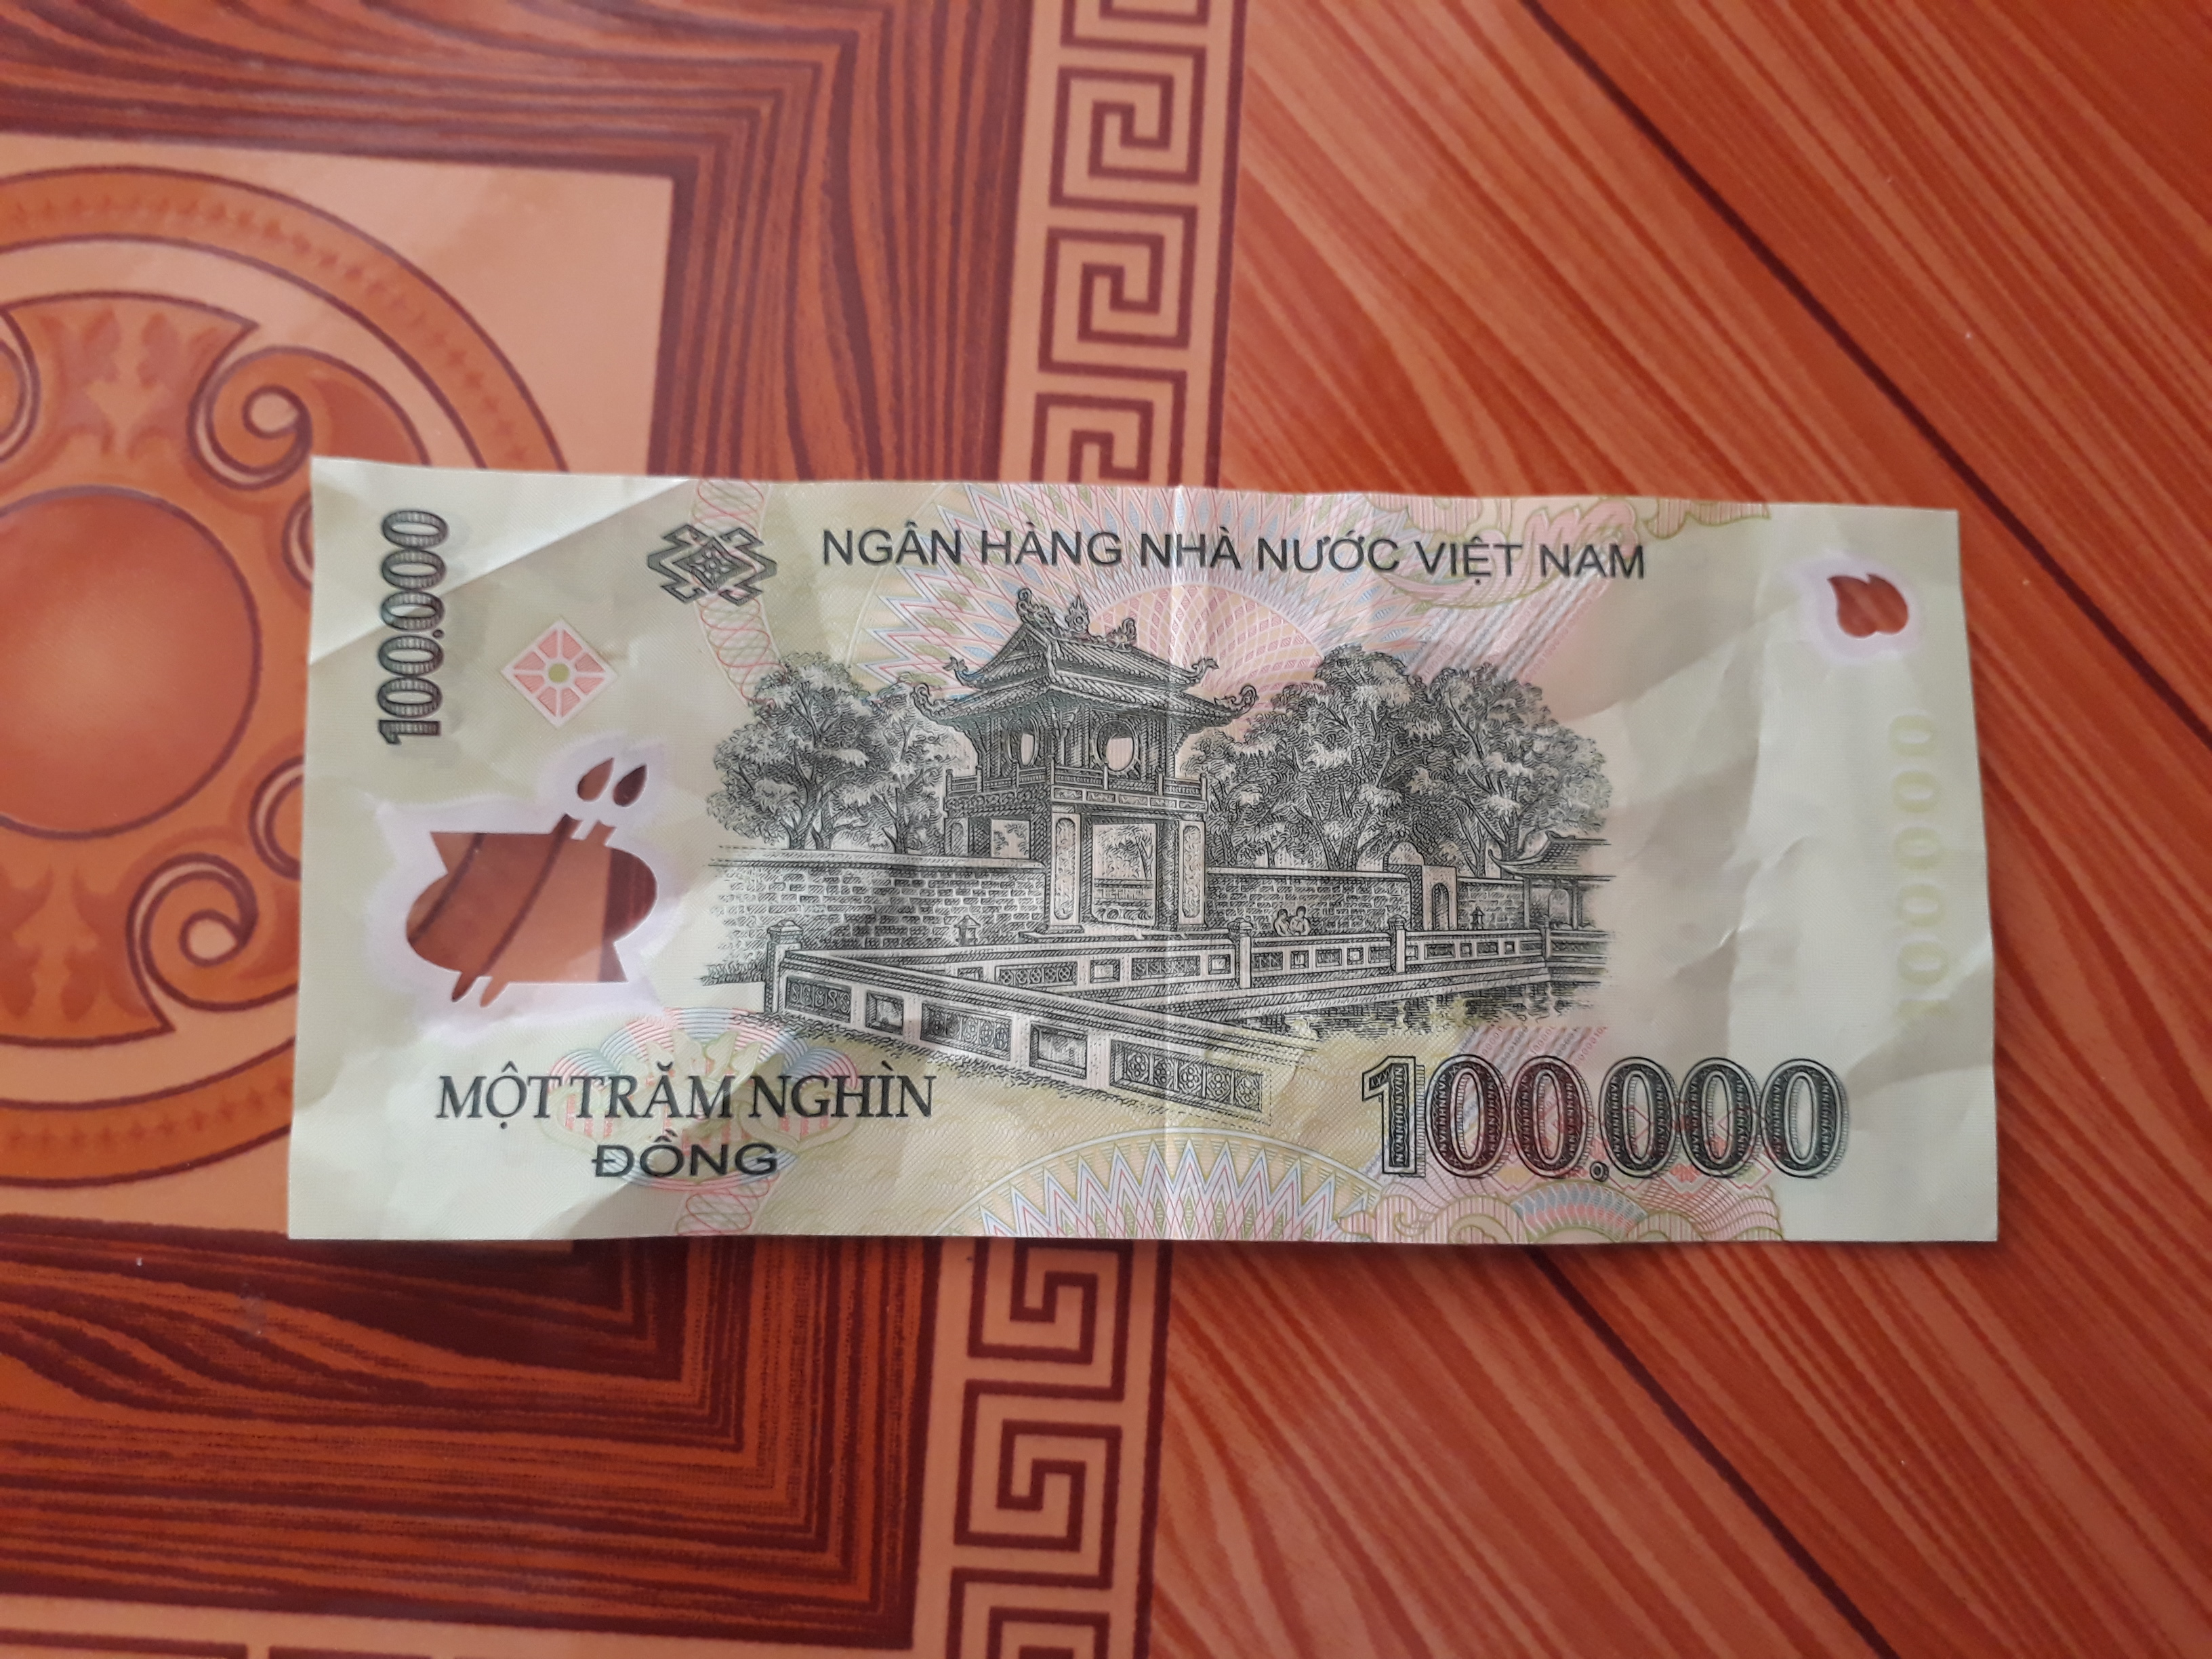 100.000
NGÂN HÀNG NHÀ NƯỚC VIỆT NAM
MỘT TRĂM NGHÌN
ĐỒNG
100.000